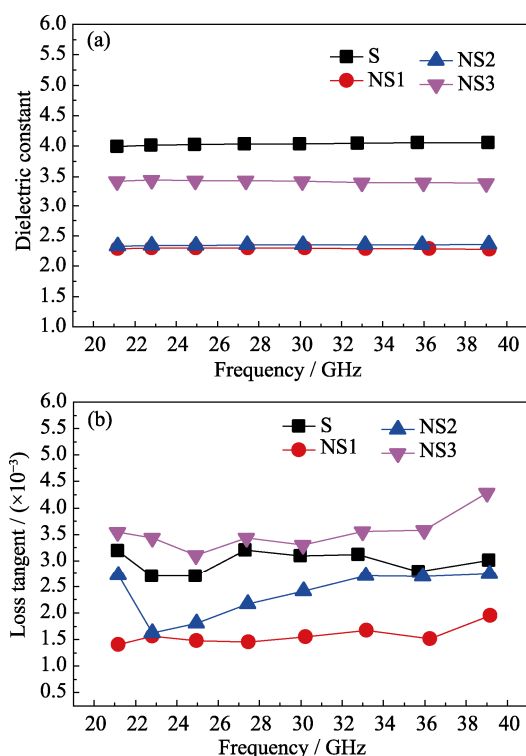 (a)
S
NS1
NS2
NS3
Dielectric constant
6.0
5.5
5.0
4.5
4.0
3.5
3.0
2.5
2.0
1.5
1.0
20 22 24 26 28 30 32 34 36 38 40
Frequency / GHz
(b)
S
NS1
NS2
NS3
Loss tangent / (×10⁻³)
6.0
5.5
5.0
4.5
4.0
3.5
3.0
2.5
2.0
1.5
1.0
0.5
20 22 24 26 28 30 32 34 36 38 40
Frequency / GHz